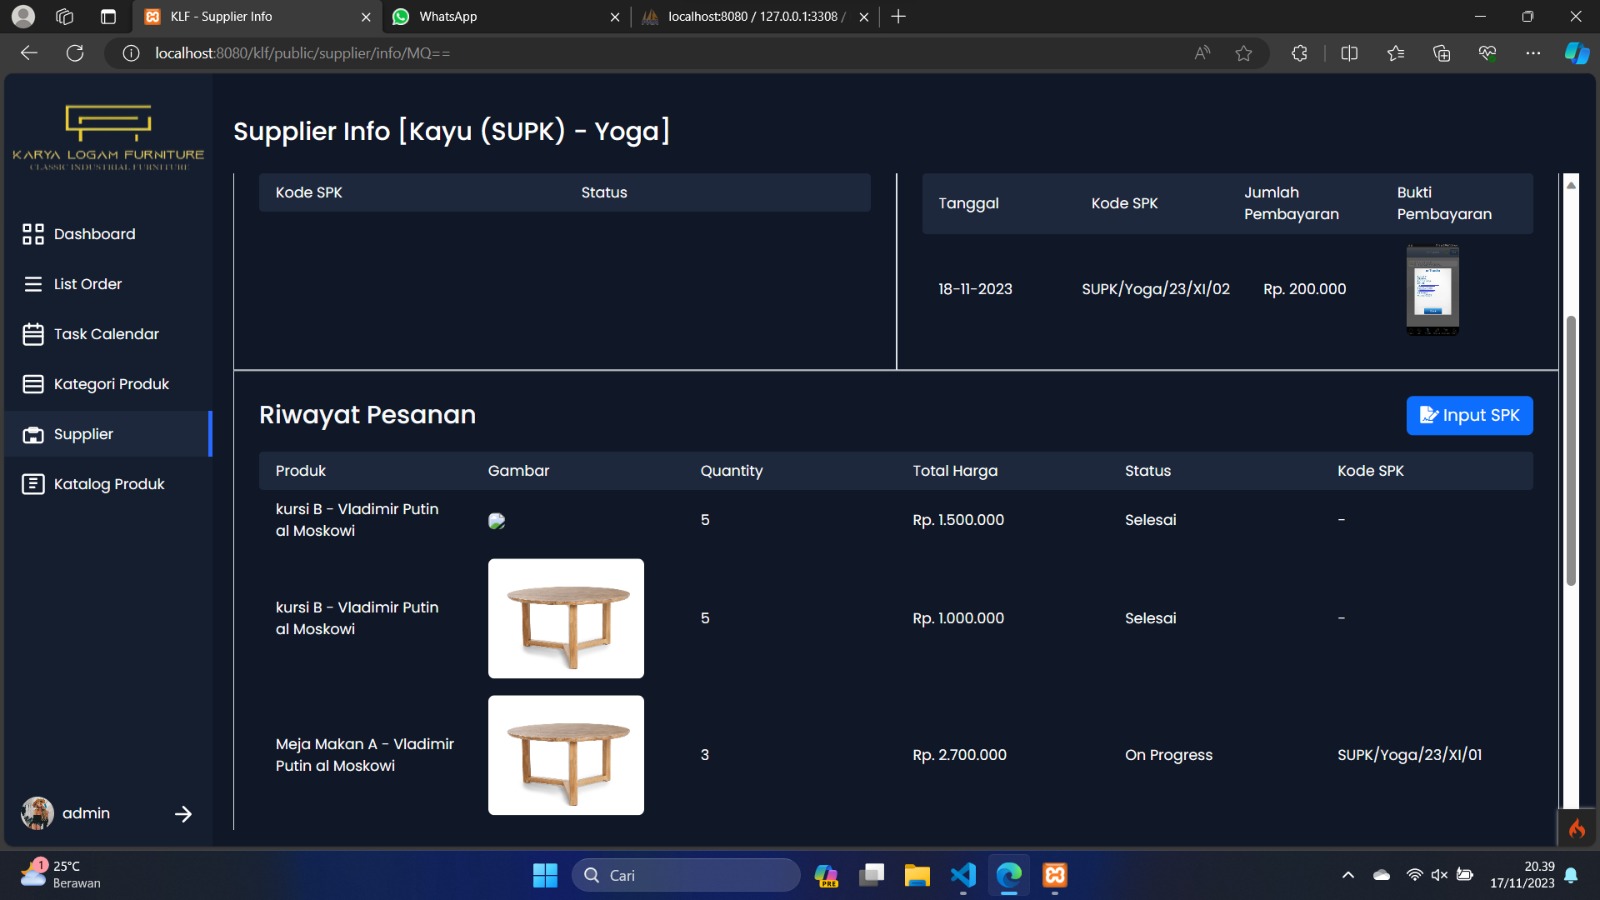 KLF - Supplier Info
WhatsApp
localhost:8080 / 127.0.0.1:3308 /
localhost:8080/klf/public/supplier/info/MQ==
KARYA LOGAM FURNITURE
CLASSIC INDUSTRIAL FURNITURE
Dashboard
List Order
Task Calendar
Kategori Produk
Supplier
Katalog Produk
admin
Supplier Info [Kayu (SUPK) - Yoga]
Kode SPK Status
Tanggal Kode SPK Jumlah Pembayaran Bukti Pembayaran
18-11-2023 SUPK/Yoga/23/XI/02 Rp. 200.000
Riwayat Pesanan
Input SPK
Produk Gambar Quantity Total Harga Status Kode SPK
kursi B - Vladimir Putin
al Moskowi
5 Rp. 1.500.000 Selesai -
kursi B - Vladimir Putin
al Moskowi
5 Rp. 1.000.000 Selesai -
Meja Makan A - Vladimir
Putin al Moskowi
3 Rp. 2.700.000 On Progress SUPK/Yoga/23/XI/01
1
25°C
Berawan
Cari
PRE
20.39
17/11/2023